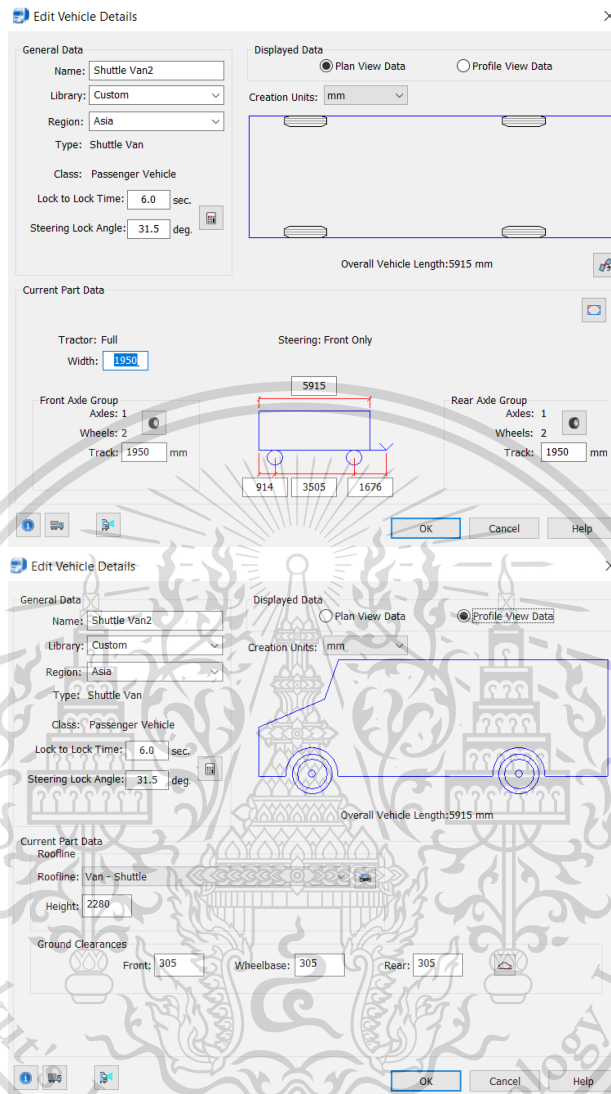 Edit Vehicle Details
General Data
Name: Shuttle Van2
Library: Custom
Region: Asia
Type: Shuttle Van
Class: Passenger Vehicle
Lock to Lock Time: 6.0 sec.
Steering Lock Angle: 31.5 deg.
Displayed Data
Plan View Data Profile View Data
Creation Units: mm
Overall Vehicle Length:5915 mm
Current Part Data
Tractor: Full
Width: 1950
Steering: Front Only
Front Axle Group
Axles: 1
Wheels: 2
Track: 1950 mm
5915
914 3505 1676
Rear Axle Group
Axles: 1
Wheels: 2
Track: 1950 mm
OK Cancel Help
Edit Vehicle Details
General Data
Name: Shuttle Van2
Library: Custom
Region: Asia
Type: Shuttle Van
Class: Passenger Vehicle
Lock to Lock Time: 6.0 sec.
Steering Lock Angle: 31.5 deg.
Displayed Data
Plan View Data Profile View Data
Creation Units: mm
Overall Vehicle Length:5915 mm
Current Part Data
Roofline
Roofline: Van - Shuttle
Height: 2280
Ground Clearances
Front: 305 Wheelbase: 305 Rear: 305
OK Cancel Help